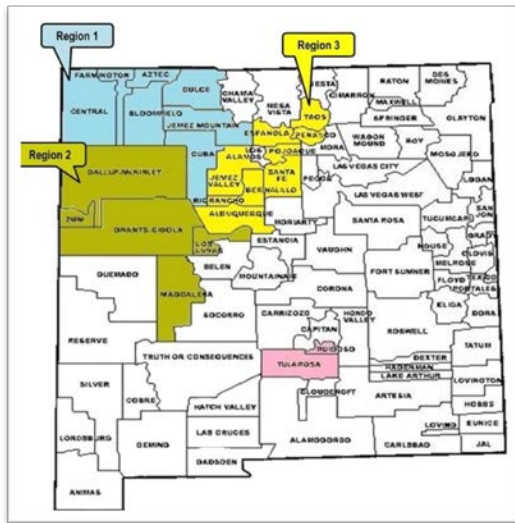 Region 1
Region 3
FARMINGTON
AZTEC
DULCE
CHAMA
VALLEY
MESA
VISTA
CIMARRON
RATON
DES
MOINES
MAXWELL
CENTRAL
BLOOMFIELD
TAOS
SPRINGER
CLAYTON
JEMEZ MOUNTAIN
ESPANOLA
PENASCO
WAGON
MOUND
ROY
Region 2
CUBA
LOS
ALAMOS
POJOAQUE
MORA
MOSQUERO
GALLUP-MCKINLEY
JEMEZ
VALLEY
SANTA
FE
PECOS
LAS VEGAS CITY
LOGAN
BERNALILLO
LAS VEGAS WEST
ZUNI
RIO RANCHO
ALBUQUERQUE
MORIARTY
SANTA ROSA
TUCUMCARI
SAN
JON
GRANTS-CIBOLA
LOS
LUNAS
ESTANCIA
VAUGHN
HOUSE
GRADY
MELROSE
CLOVIS
QUEMADO
BELEN
MOUNTAINAIR
FORT SUMNER
FLOYD
TEXICO
PORTALES
MAGDALENA
CORONA
ELIDA
DORA
SOCORRO
CARRIZOZO
HONDO
VALLEY
CAPITAN
ROSWELL
RESERVE
TRUTH OR CONSEQUENCES
RUIDOSO
DEXTER
TATUM
TULAROSA
HAGERMAN
LAKE ARTHUR
SILVER
COBRE
CLOUDCROFT
ARTESIA
LOVINGTON
HATCH VALLEY
HOBBS
LORDSBURG
DEMING
LAS CRUCES
ALAMOGORDO
LOVING
CARLSBAD
EUNICE
JAL
GADSDEN
ANIMAS